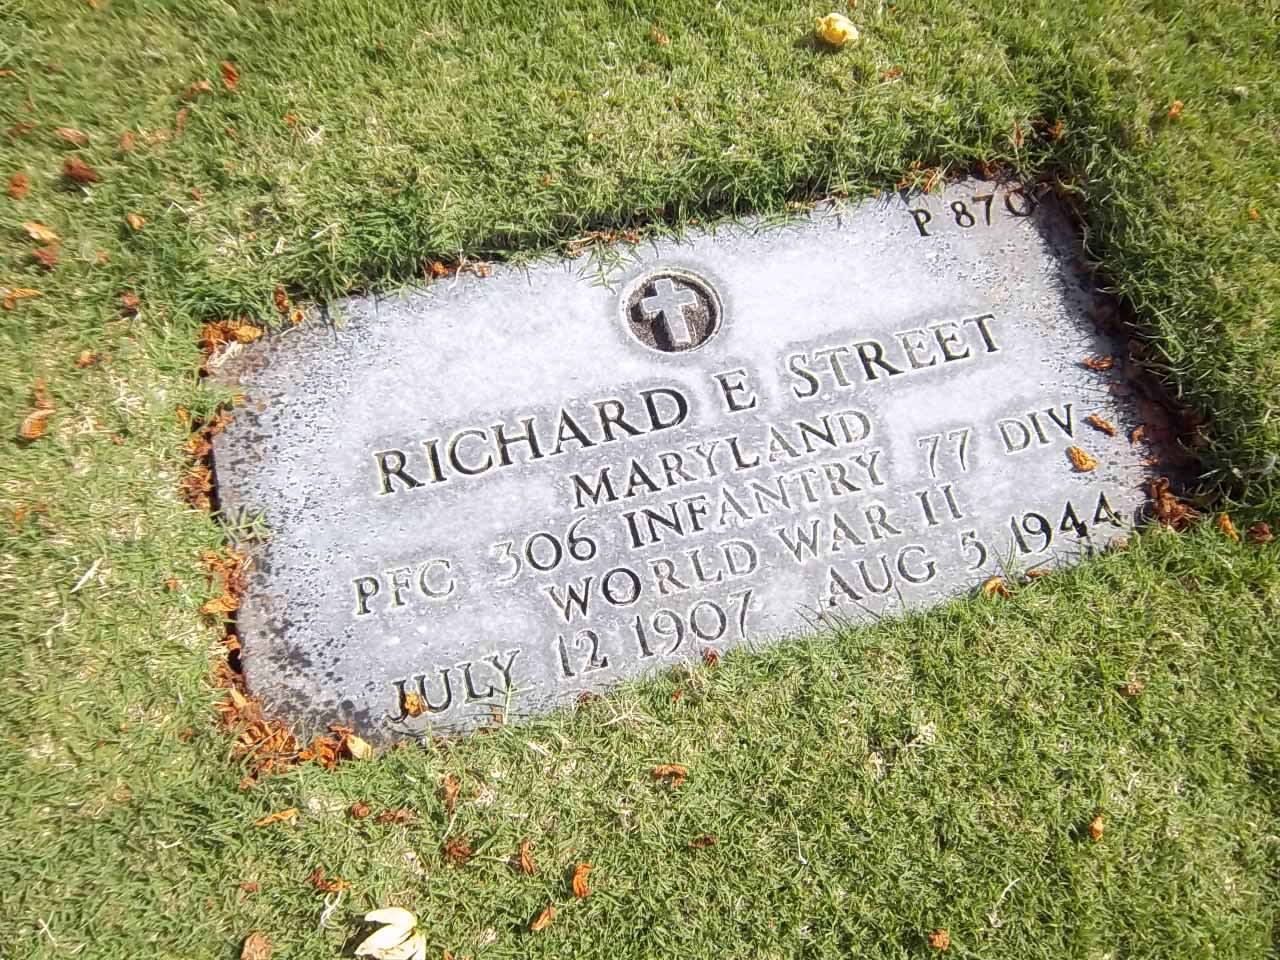 P 870
RICHARD E STREET
MARYLAND
PFC 306 INFANTRY 77 DIV
WORLD WAR II
JULY 12 1907 AUG 5 1944